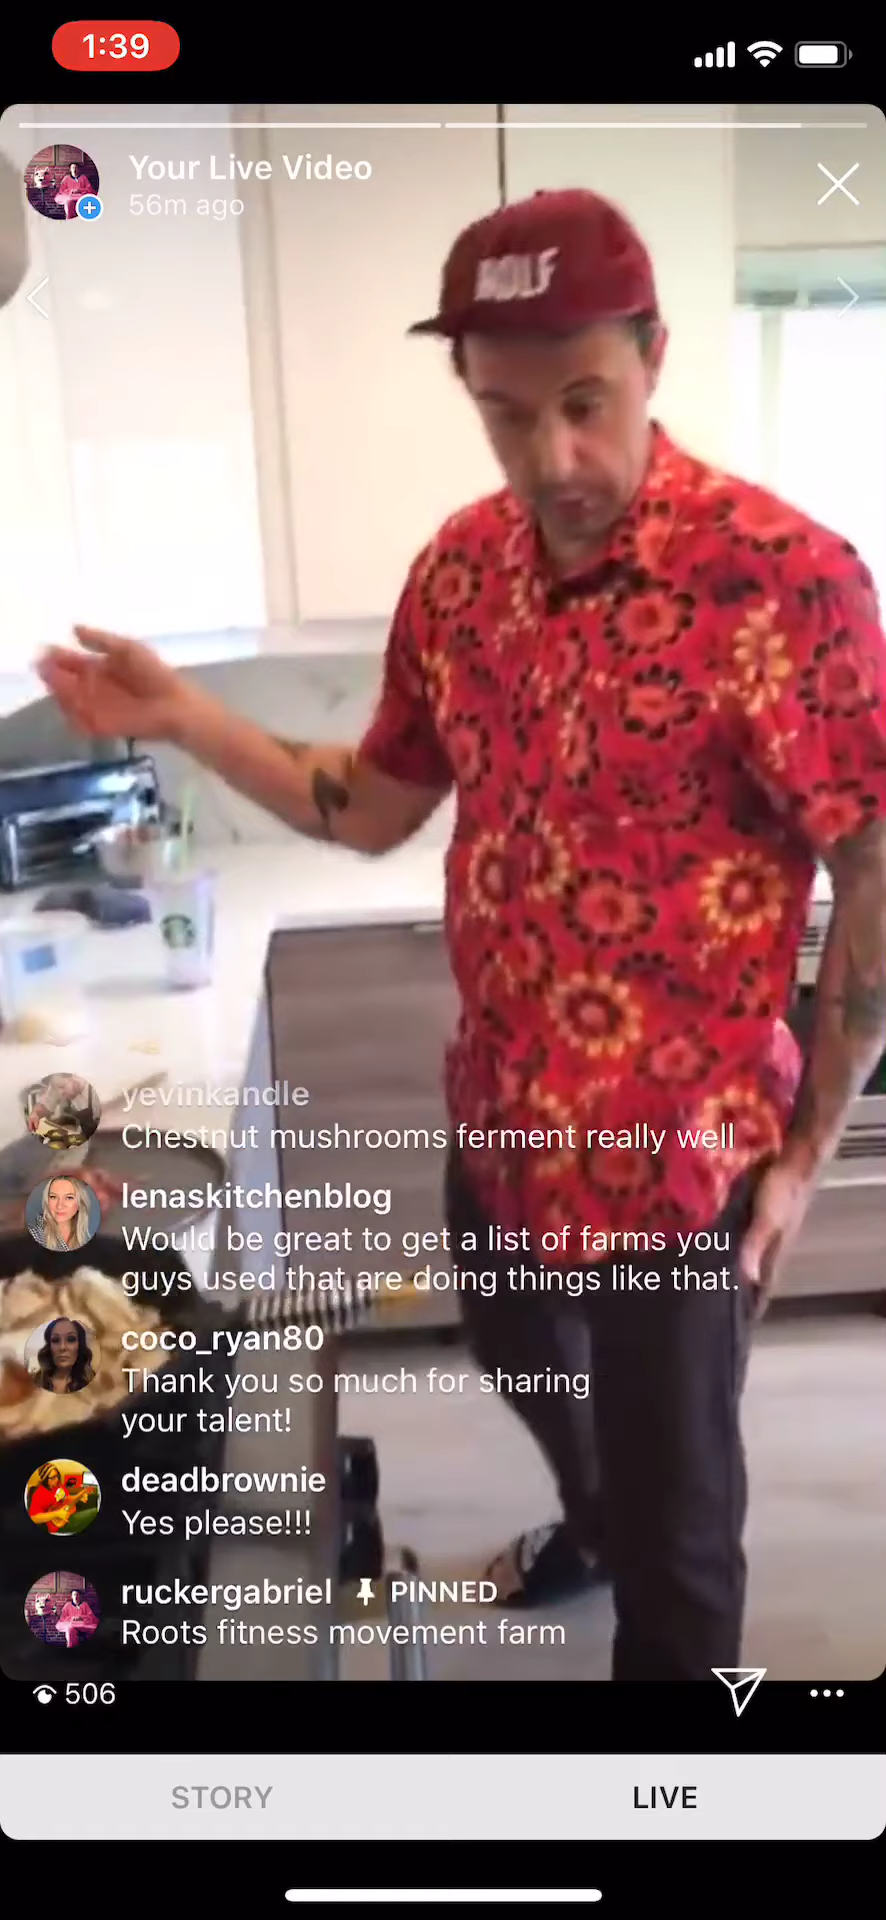 1:39
Your Live Video
56m ago
WOLF
yevinkandle
Chestnut mushrooms ferment really well
lenaskitchenblog
Would be great to get a list of farms you
guys used that are doing things like that.
coco_ryan80
Thank you so much for sharing
your talent!
deadbrownie
Yes please!!!
ruckergabriel PINNED
Roots fitness movement farm
506
STORY
LIVE